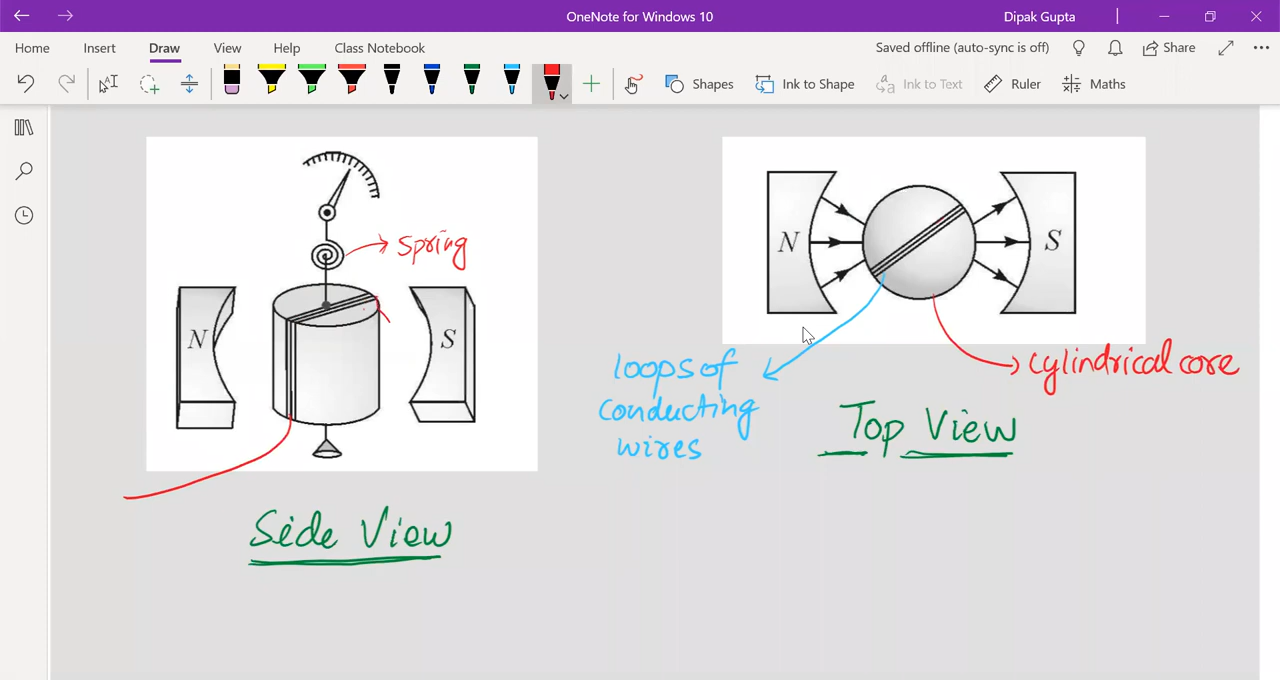 OneNote for Windows 10
Dipak Gupta
Home Insert Draw View Help Class Notebook
Saved offline (auto-sync is off)
Share
Shapes
Ink to Shape
Ink to Text
Ruler
Maths
spring
N
S
Side View
N
S
loops of
conducting
wires
cylindrical core
Top View